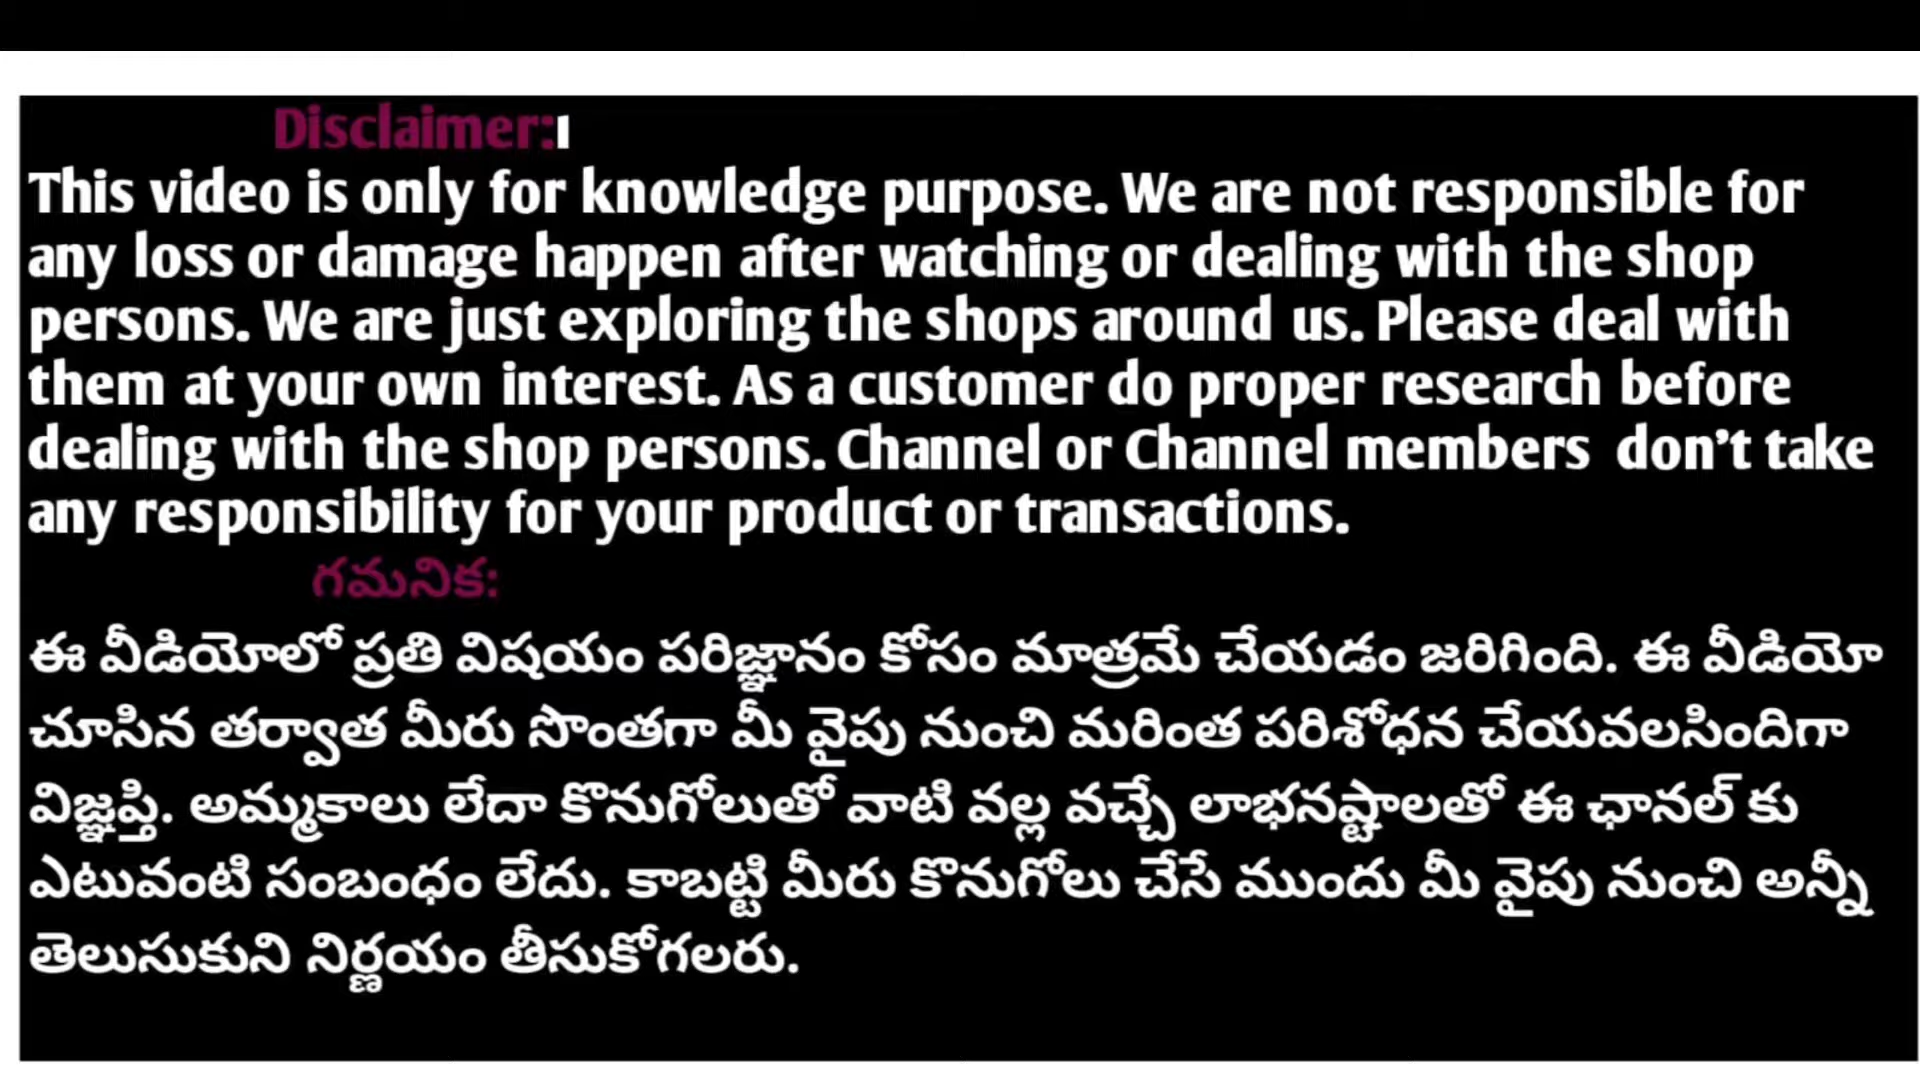 Disclaimer:
This video is only for knowledge purpose. We are not responsible for
any loss or damage happen after watching or dealing with the shop
persons. We are just exploring the shops around us. Please deal with
them at your own interest. As a customer do proper research before
dealing with the shop persons. Channel or Channel members don’t take
any responsibility for your product or transactions.
గమనిక:
ఈ వీడియోలో ప్రతి విషయం పరిజ్ఞానం కోసం మాత్రమే చేయడం జరిగింది. ఈ వీడియో
చూసిన తర్వాత మీరు సొంతగా మీ వైపు నుంచి మరింత పరిశోధన చేయవలసిందిగా
విజ్ఞప్తి. అమ్మకాలు లేదా కొనుగోలుతో వాటి వల్ల వచ్చే లాభనష్టాలతో ఈ ఛానల్ కు
ఎటువంటి సంబంధం లేదు. కాబట్టి మీరు కొనుగోలు చేసే ముందు మీ వైపు నుంచి అన్నీ
తెలుసుకుని నిర్ణయం తీసుకోగలరు.